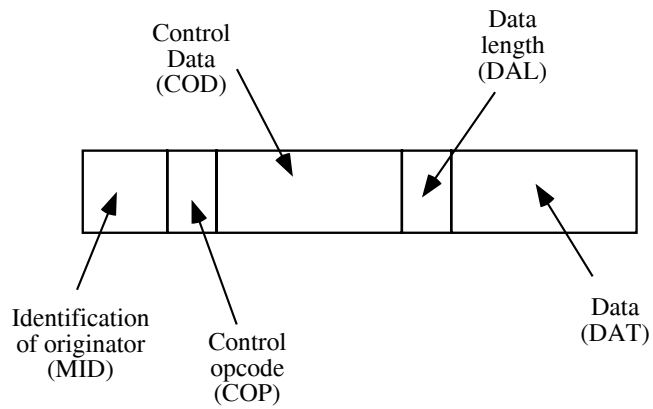 Control
Data
(COD)
Data
length
(DAL)
Identification
of originator
(MID)
Control
opcode
(COP)
Data
(DAT)